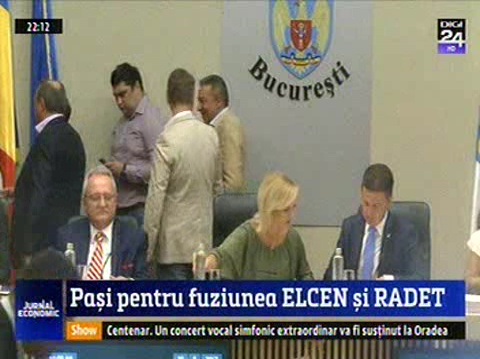 22:12
DIGI
24
HD
București
JURNAL
ECONOMIC
Pași pentru fuziunea ELCEN și RADET
Show
Centenar. Un concert vocal simfonic extraordinar va fi susținut la Oradea